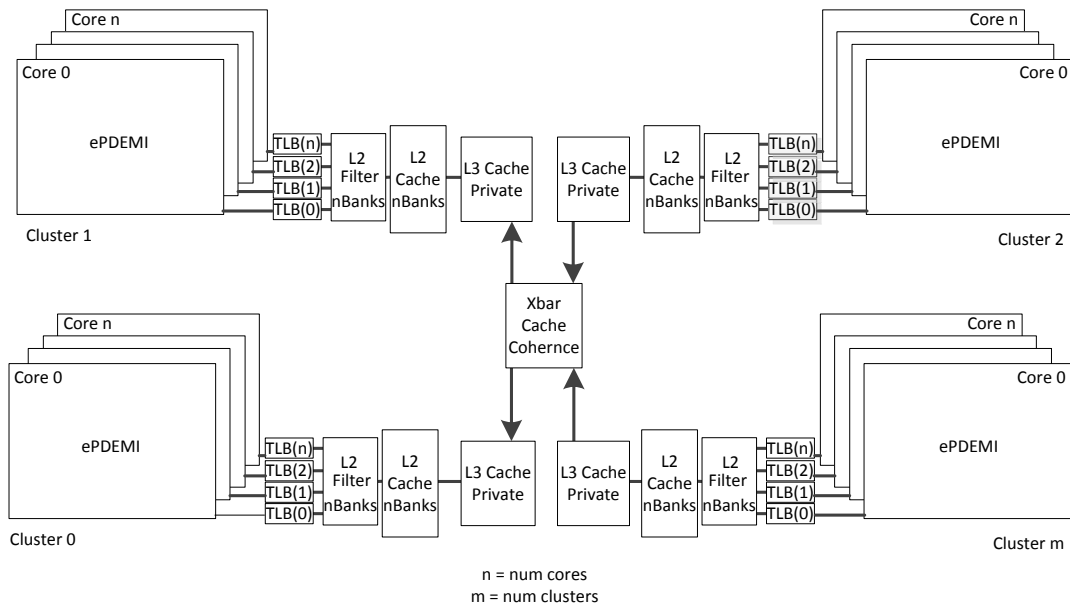 Core n
Core 0
ePDEMI
TLB(n)
TLB(2)
TLB(1)
TLB(0)
L2
Filter
nBanks
L2
Cache
nBanks
L3 Cache
Private
Cluster 1
L3 Cache
Private
L2
Cache
nBanks
L2
Filter
nBanks
TLB(n)
TLB(2)
TLB(1)
TLB(0)
Core n
Core 0
ePDEMI
Cluster 2
Xbar
Cache
Cohernce
Core n
Core 0
ePDEMI
TLB(n)
TLB(2)
TLB(1)
TLB(0)
L2
Filter
nBanks
L2
Cache
nBanks
L3 Cache
Private
Cluster 0
L3 Cache
Private
L2
Cache
nBanks
L2
Filter
nBanks
TLB(n)
TLB(2)
TLB(1)
TLB(0)
Core n
Core 0
ePDEMI
Cluster m
n = num cores
m = num clusters